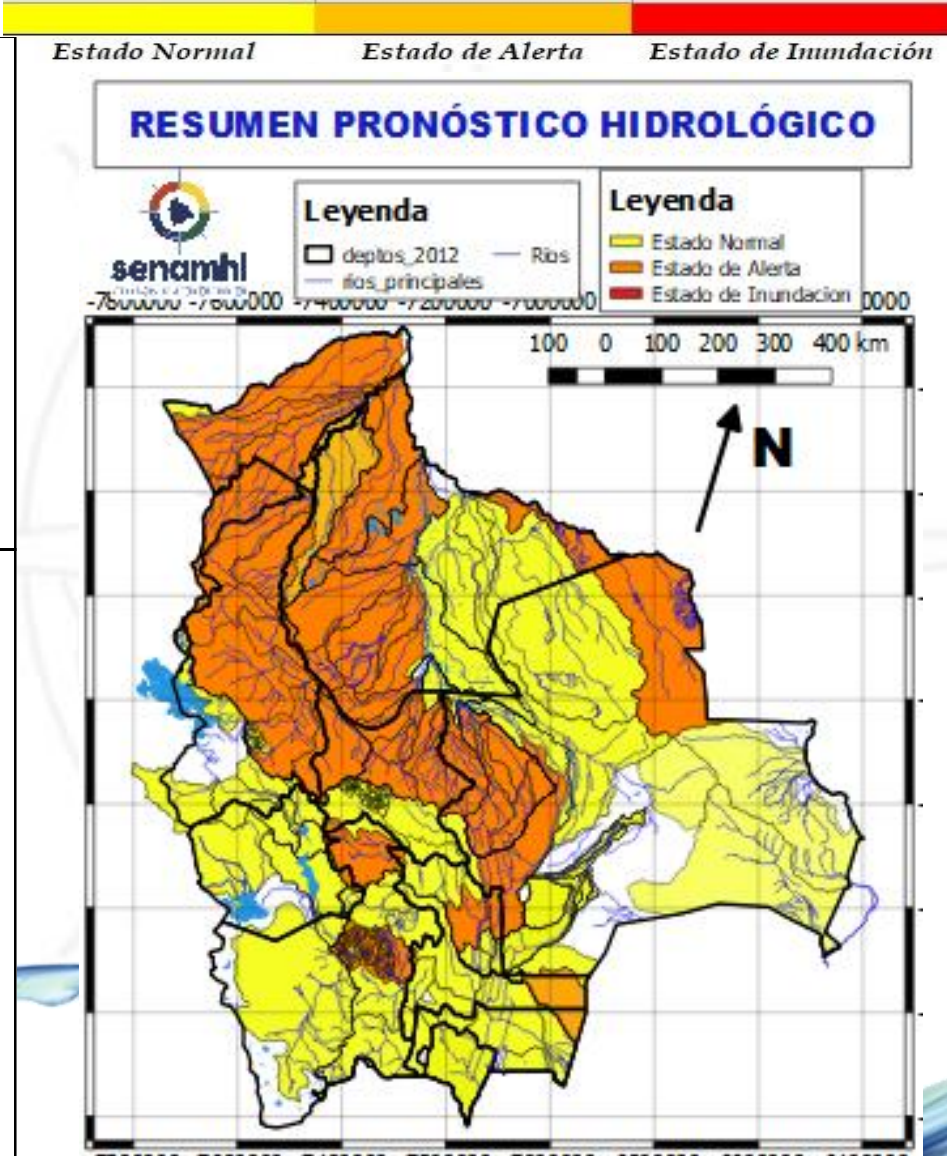 Estado Normal Estado de Alerta Estado de Inundación
RESUMEN PRONÓSTICO HIDROLÓGICO
senamhi
Leyenda
deptos_2012 Rios
rios_principales
Leyenda
Estado Normal
Estado de Alerta
Estado de Inundacion
-7800000 -7600000 -7400000 -7200000 -7000000
100 0 100 200 300 400 km
N